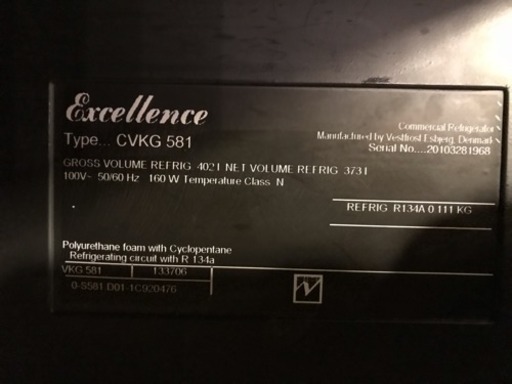 Excellence
Type... CVKG 581
Commercial Refrigerator
Manufactured by Vestfrost Esbjerg, Denmark
Serial No....20103281968
GROSS VOLUME REFRIG 402 l NET VOLUME REFRIG 373 l
100V~ 50/60 Hz 160 W Temperature Class N
REFRIG R134A 0.111 KG
Polyurethane foam with Cyclopentane
Refrigerating circuit with R 134a
VKG 581 133706
0-S581.D01-1C920476